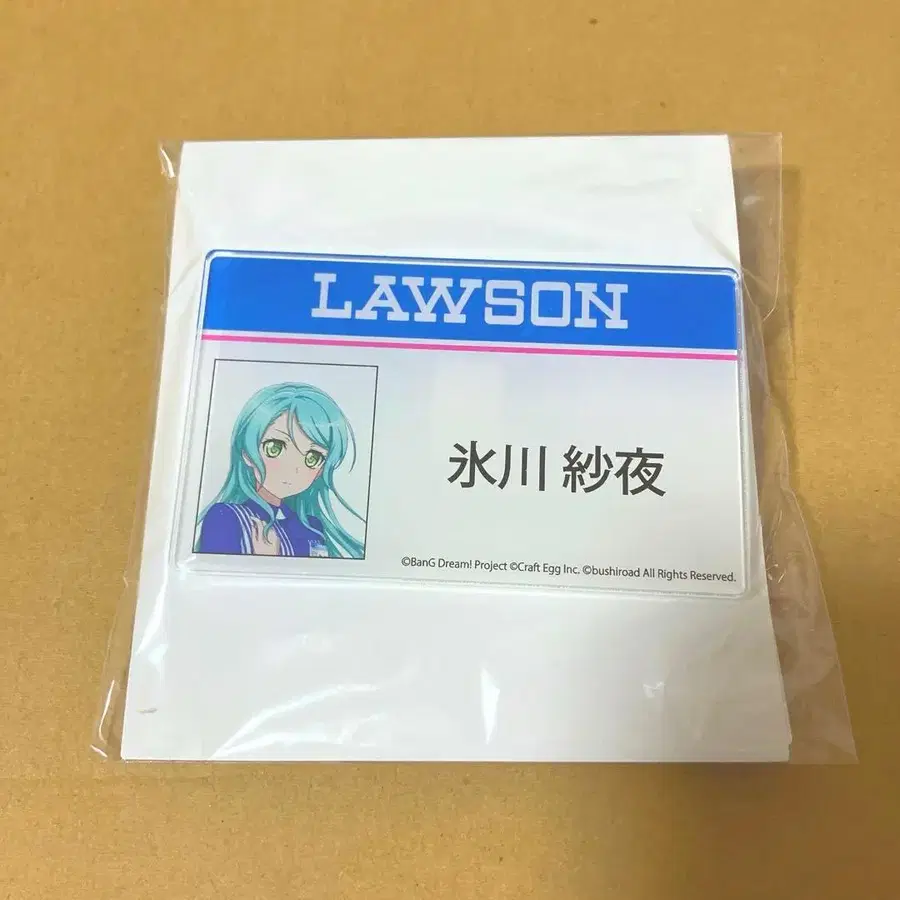 LAWSON
氷川 紗夜
©BanG Dream! Project ©Craft Egg Inc. ©bushiroad All Rights Reserved.